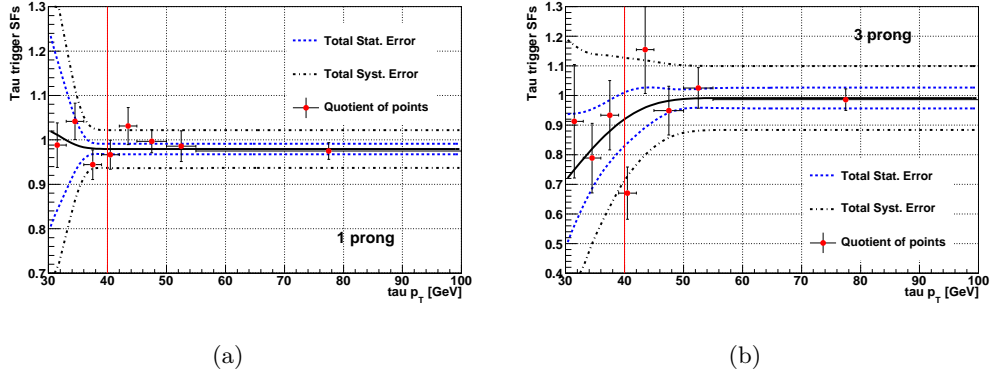 Tau trigger SFs
1.3
1.2
1.1
1
0.9
0.8
0.7
Total Stat. Error
Total Syst. Error
Quotient of points
1 prong
30 40 50 60 70 80 90 100
tau pT [GeV]
(a)
Tau trigger SFs
1.3
1.2
1.1
1
0.9
0.8
0.7
0.6
0.5
0.4
3 prong
Total Stat. Error
Total Syst. Error
Quotient of points
30 40 50 60 70 80 90 100
tau pT [GeV]
(b)